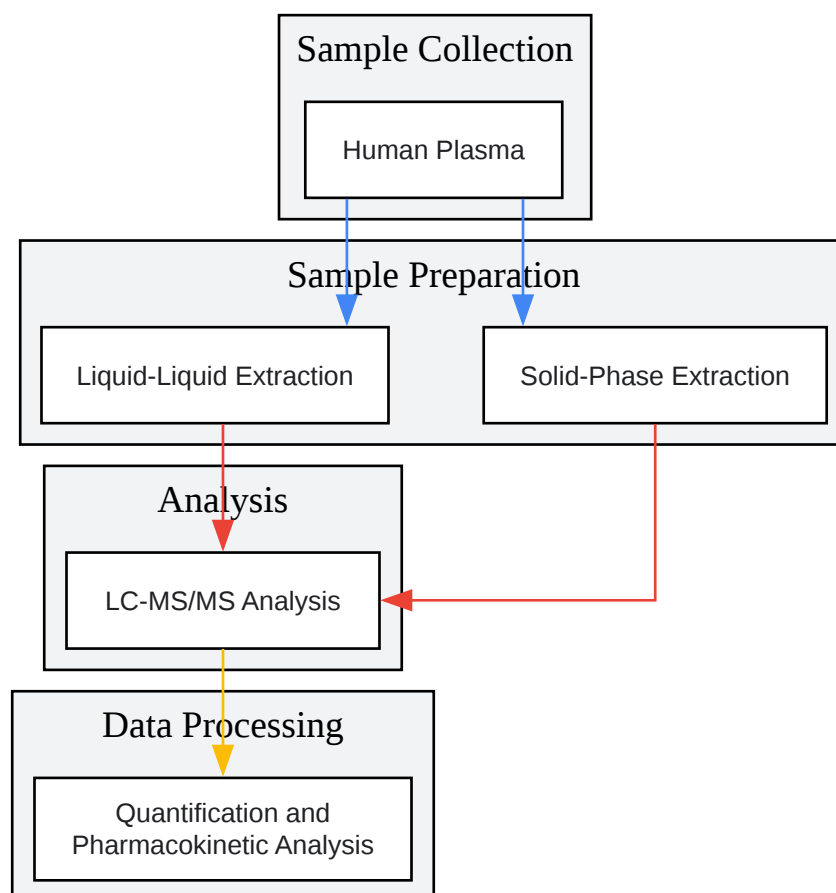 Sample Collection
Human Plasma
Sample Preparation
Liquid-Liquid Extraction
Solid-Phase Extraction
Analysis
LC-MS/MS Analysis
Data Processing
Quantification and
Pharmacokinetic Analysis